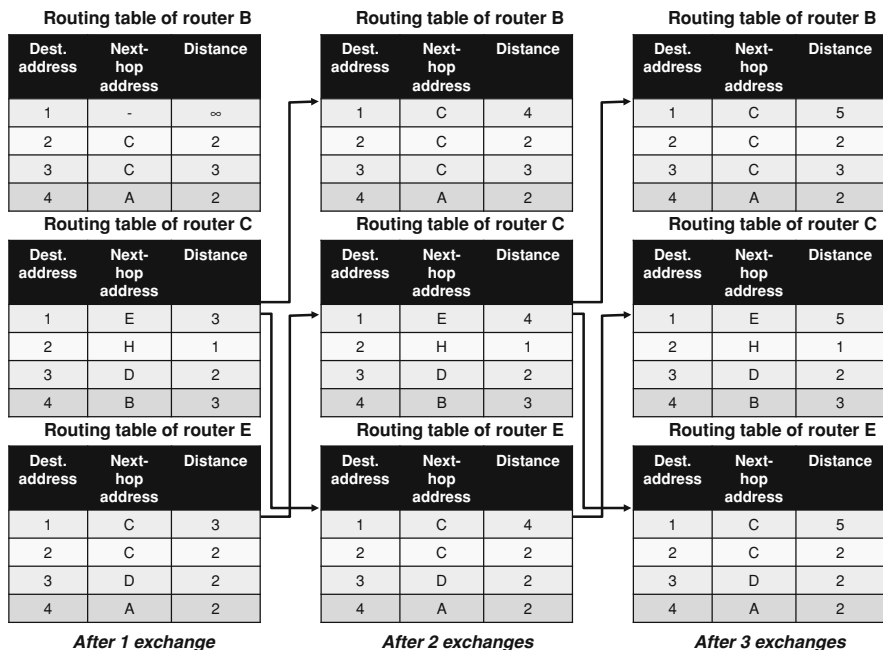 Routing table of router B
Dest. address Next-hop address Distance
1 - ∞
2 C 2
3 C 3
4 A 2
Routing table of router B
Dest. address Next-hop address Distance
1 C 4
2 C 2
3 C 3
4 A 2
Routing table of router B
Dest. address Next-hop address Distance
1 C 5
2 C 2
3 C 3
4 A 2
Routing table of router C
Dest. address Next-hop address Distance
1 E 3
2 H 1
3 D 2
4 B 3
Routing table of router C
Dest. address Next-hop address Distance
1 E 4
2 H 1
3 D 2
4 B 3
Routing table of router C
Dest. address Next-hop address Distance
1 E 5
2 H 1
3 D 2
4 B 3
Routing table of router E
Dest. address Next-hop address Distance
1 C 3
2 C 2
3 D 2
4 A 2
Routing table of router E
Dest. address Next-hop address Distance
1 C 4
2 C 2
3 D 2
4 A 2
Routing table of router E
Dest. address Next-hop address Distance
1 C 5
2 C 2
3 D 2
4 A 2
After 1 exchange
After 2 exchanges
After 3 exchanges